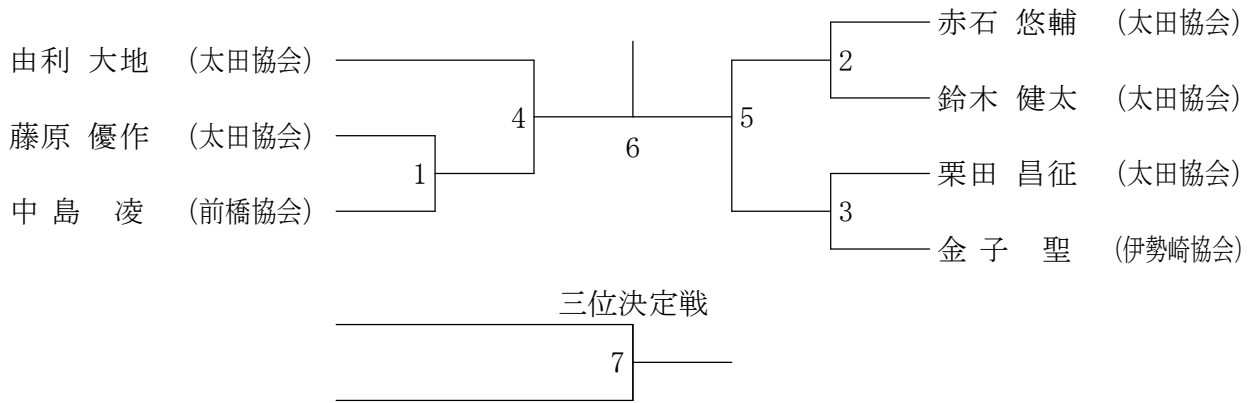 由利 大地 (太田協会)
藤原 優作 (太田協会)
中島 凌 (前橋協会)
1
4
6
赤石 悠輔 (太田協会)
鈴木 健太 (太田協会)
栗田 昌征 (太田協会)
金子 聖 (伊勢崎協会)
2
3
5
三位決定戦
7